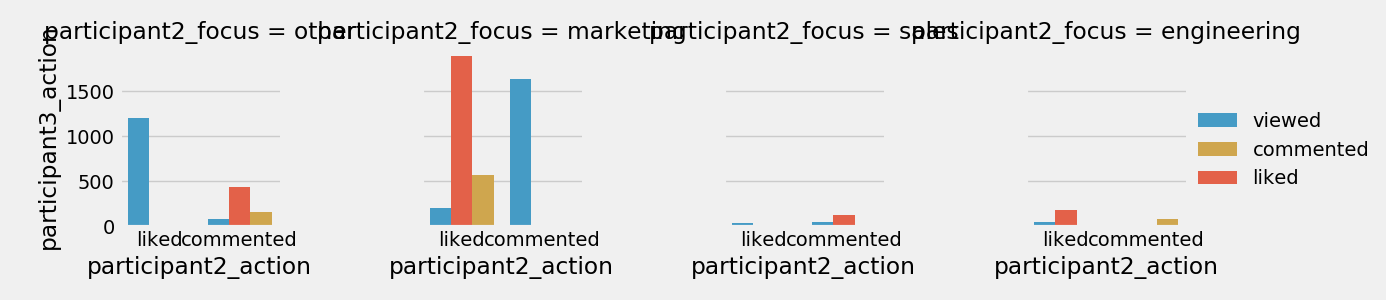 participant2_focus = other
participant2_focus = marketing
participant2_focus = sales
participant2_focus = engineering
participant3_action
1500
1000
500
0
viewed
commented
liked
liked commented
liked commented
liked commented
liked commented
participant2_action
participant2_action
participant2_action
participant2_action